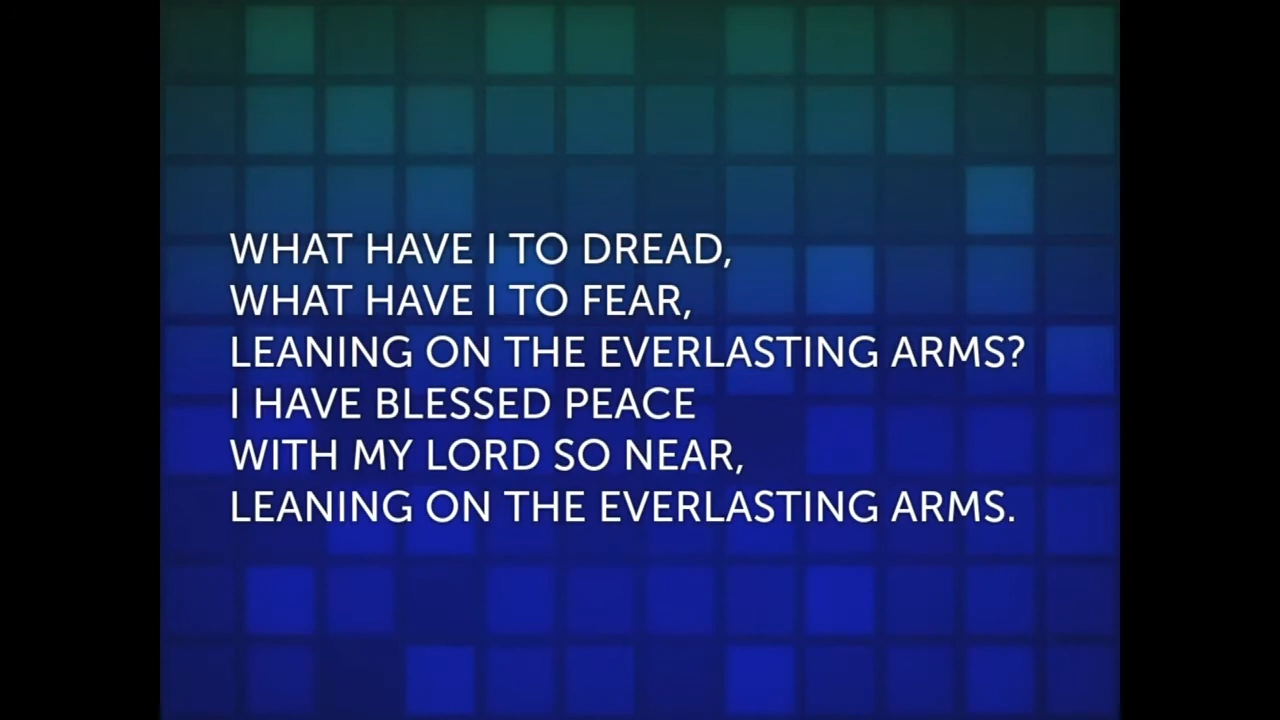 WHAT HAVE I TO DREAD,
WHAT HAVE I TO FEAR,
LEANING ON THE EVERLASTING ARMS?
I HAVE BLESSED PEACE
WITH MY LORD SO NEAR,
LEANING ON THE EVERLASTING ARMS.